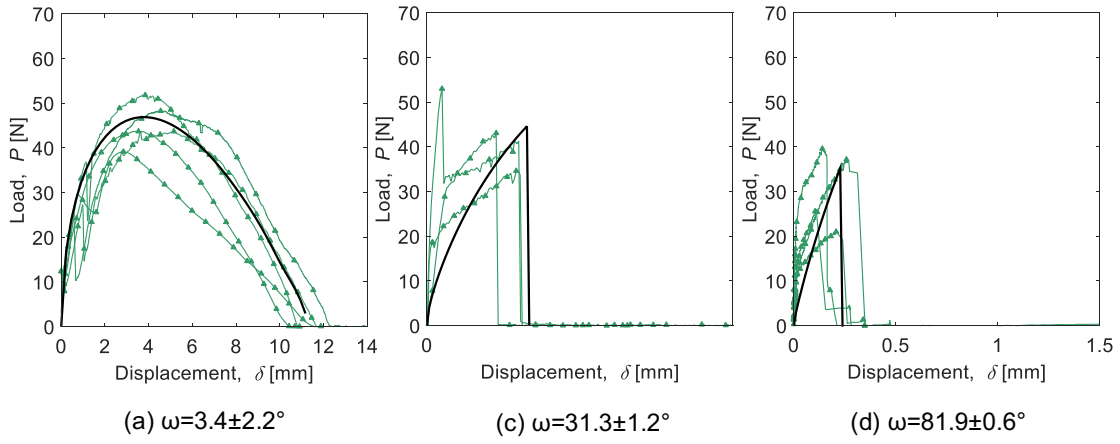 70
60
50
40
30
20
10
0
Load, P [N]
0 2 4 6 8 10 12 14
Displacement, δ [mm]
(a) ω=3.4±2.2°
70
60
50
40
30
20
10
0
Load, P [N]
0
Displacement, δ [mm]
(c) ω=31.3±1.2°
70
60
50
40
30
20
10
0
Load, P [N]
0 0.5 1 1.5
Displacement, δ [mm]
(d) ω=81.9±0.6°